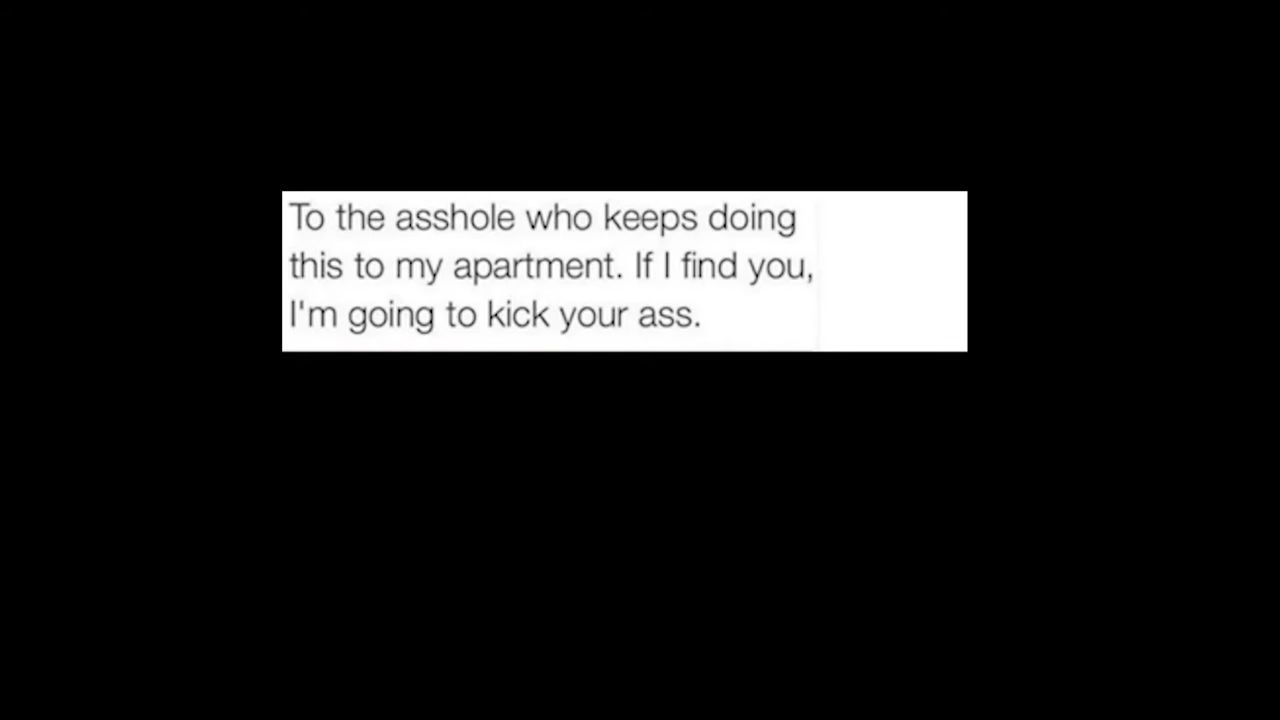 To the asshole who keeps doing
this to my apartment. If I find you,
I'm going to kick your ass.